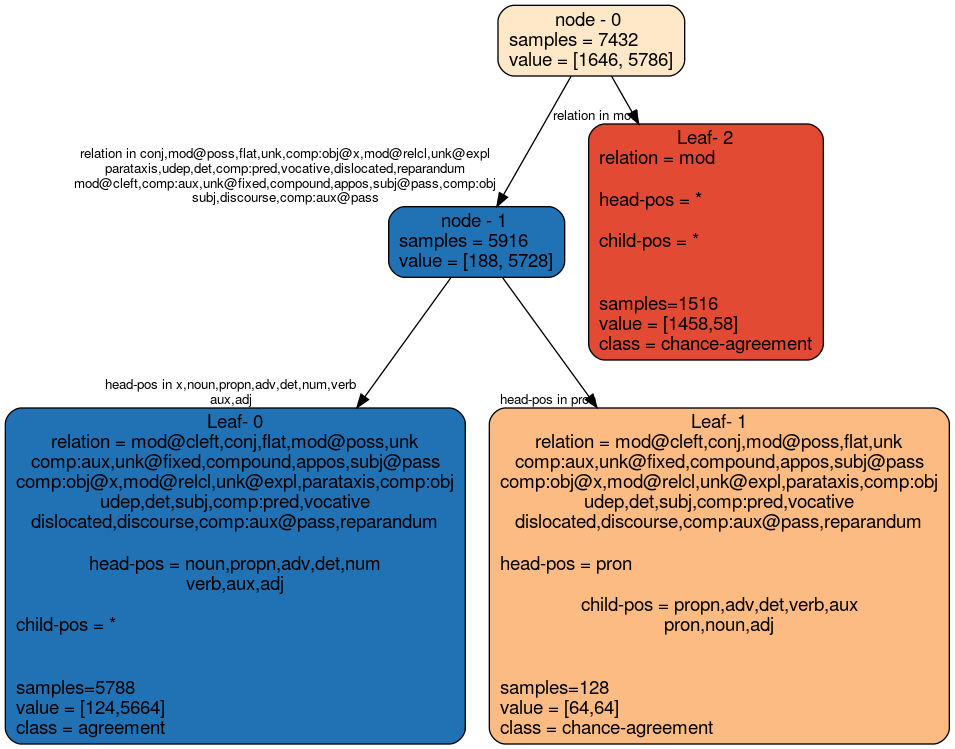 node - 0
samples = 7432
value = [1646, 5786]
relation in mod
Leaf- 2
relation = mod
head-pos = *
child-pos = *
samples=1516
value = [1458,58]
class = chance-agreement
relation in conj,mod@poss,flat,unk,comp:obj@x,mod@relcl,unk@expl
parataxis,udep,det,comp:pred,vocative,dislocated,reparandum
mod@cleft,comp:aux,unk@fixed,compound,appos,subj@pass,comp:obj
subj,discourse,comp:aux@pass
node - 1
samples = 5916
value = [188, 5728]
head-pos in x,noun,propn,adv,det,num,verb
aux,adj
Leaf- 0
relation = mod@cleft,conj,flat,mod@poss,unk
comp:aux,unk@fixed,compound,appos,subj@pass
comp:obj@x,mod@relcl,unk@expl,parataxis,comp:obj
udep,det,subj,comp:pred,vocative
dislocated,discourse,comp:aux@pass,reparandum
head-pos = noun,propn,adv,det,num
verb,aux,adj
child-pos = *
samples=5788
value = [124,5664]
class = agreement
head-pos in pron
Leaf- 1
relation = mod@cleft,conj,mod@poss,flat,unk
comp:aux,unk@fixed,compound,appos,subj@pass
comp:obj@x,mod@relcl,unk@expl,parataxis,comp:obj
udep,det,subj,comp:pred,vocative
dislocated,discourse,comp:aux@pass,reparandum
head-pos = pron
child-pos = propn,adv,det,verb,aux
pron,noun,adj
samples=128
value = [64,64]
class = chance-agreement